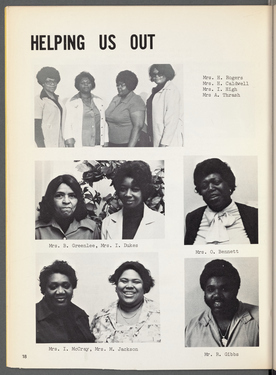 HELPING US OUT
Mrs. H. Rogers
Mrs. E. Caldwell
Mrs. I. High
Mrs A. Thrash
Mrs. B. Greenlee, Mrs. I. Dukes
Mrs. O. Bennett
Mrs. I. McCray, Mrs. M. Jackson
Mr. R. Gibbs
18